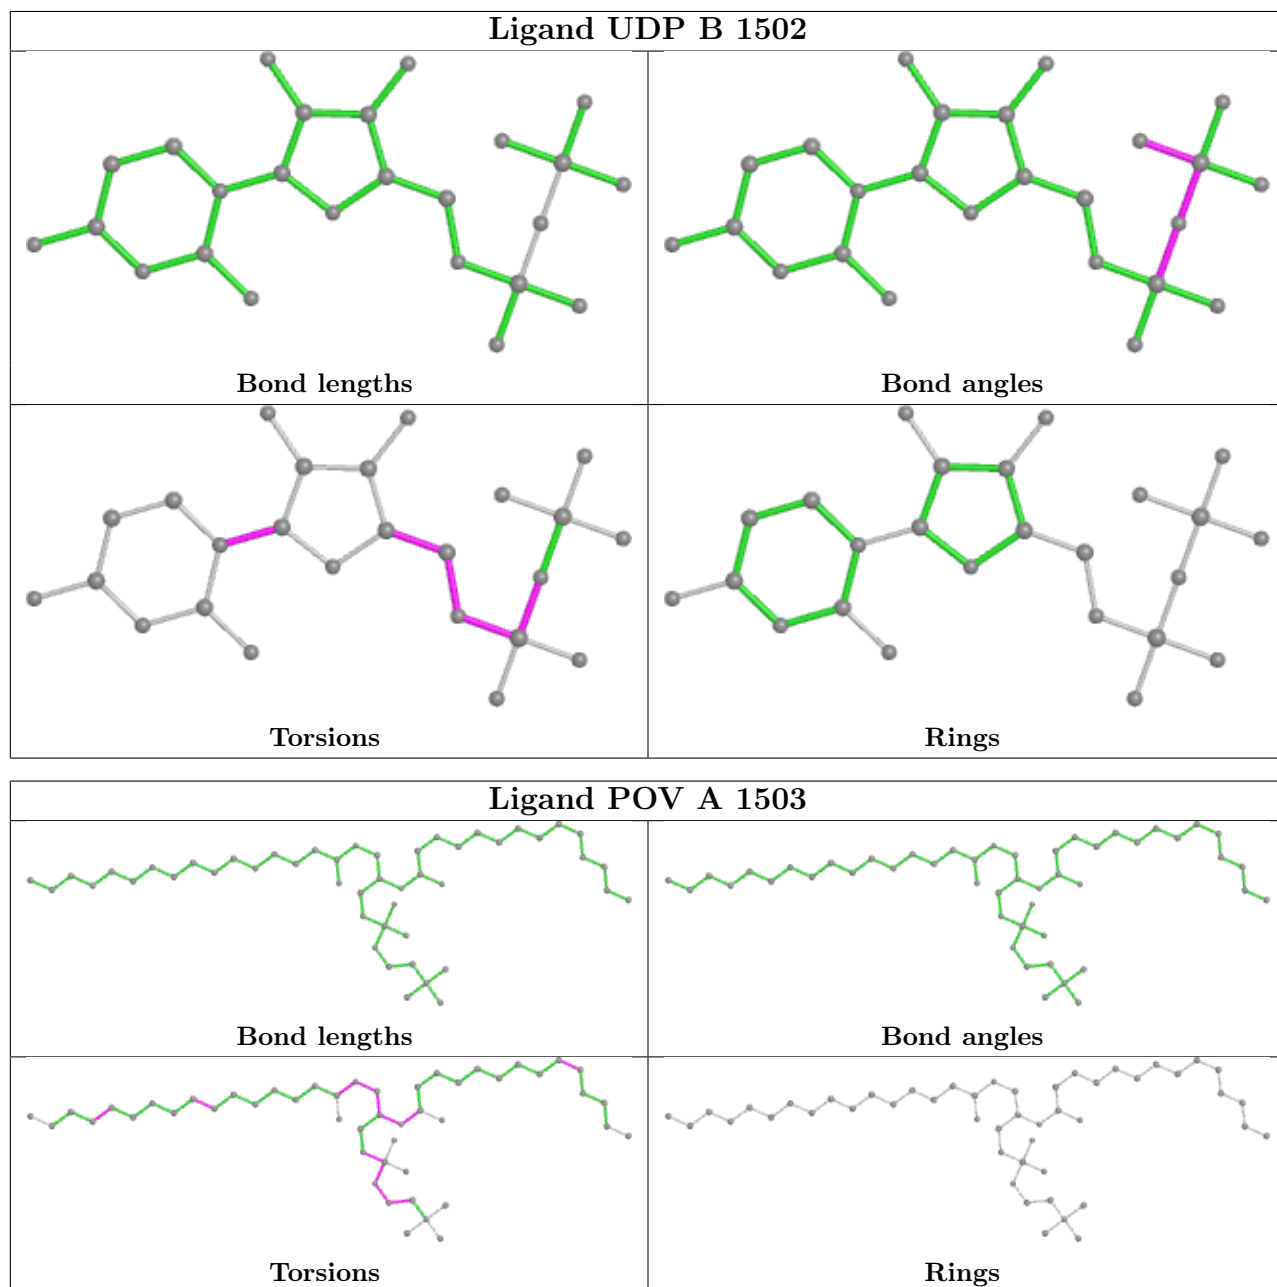 Ligand UDP B 1502
Bond lengths
Bond angles
Torsions
Rings
Ligand POV A 1503
Bond lengths
Bond angles
Torsions
Rings